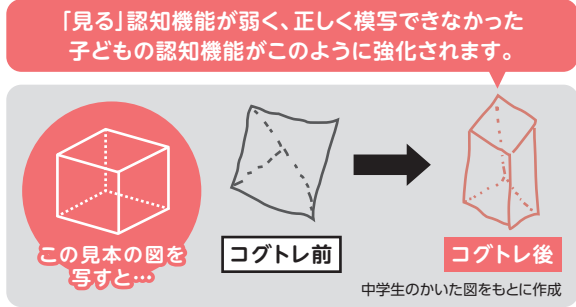 「見る」認知機能が弱く、正しく模写できなかった
子どもの認知機能がこのように強化されます。
この見本の図を
写すと…
コグトレ前
コグトレ後
中学生のかいた図をもとに作成